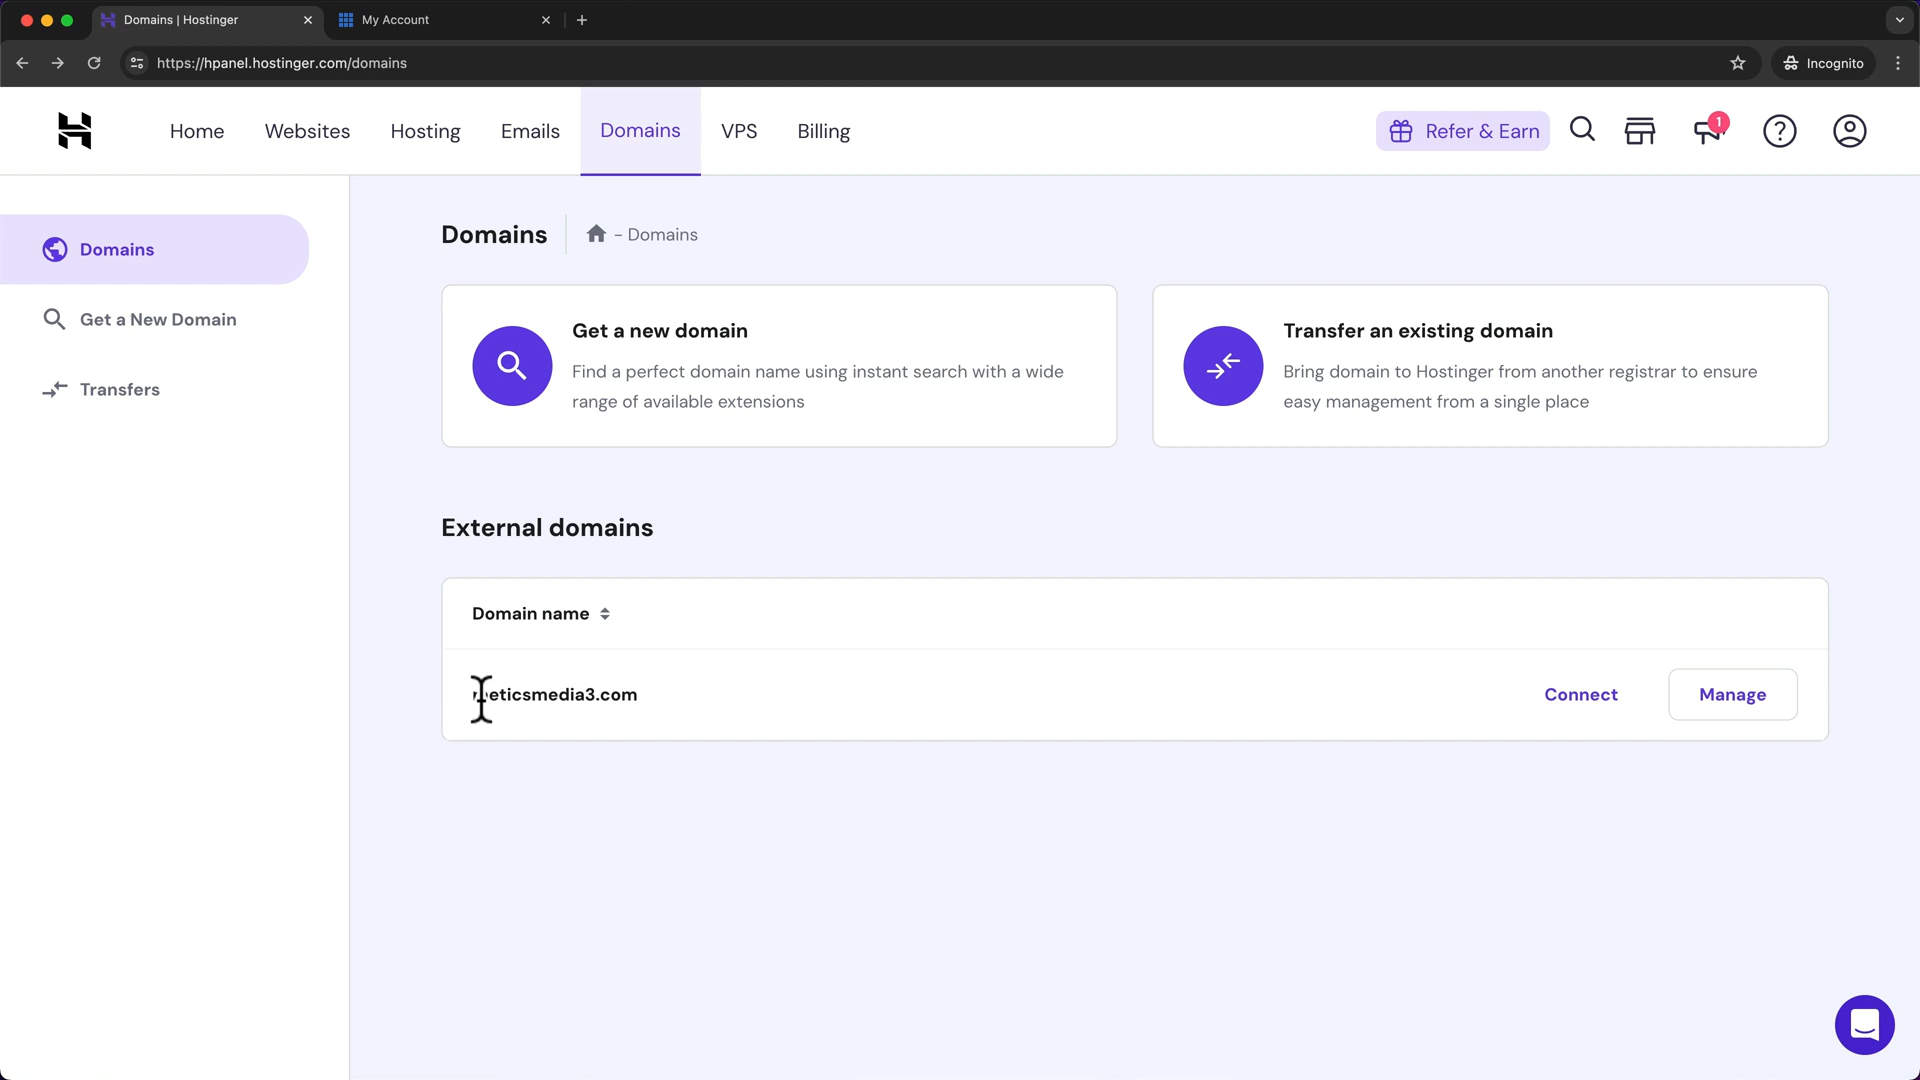 Domains | Hostinger
My Account
https://hpanel.hostinger.com/domains
Incognito
Home
Websites
Hosting
Emails
Domains
VPS
Billing
Refer & Earn
1
Domains
Get a New Domain
Transfers
Domains
- Domains
Get a new domain
Find a perfect domain name using instant search with a wide
range of available extensions
Transfer an existing domain
Bring domain to Hostinger from another registrar to ensure
easy management from a single place
External domains
Domain name
Connect
Manage